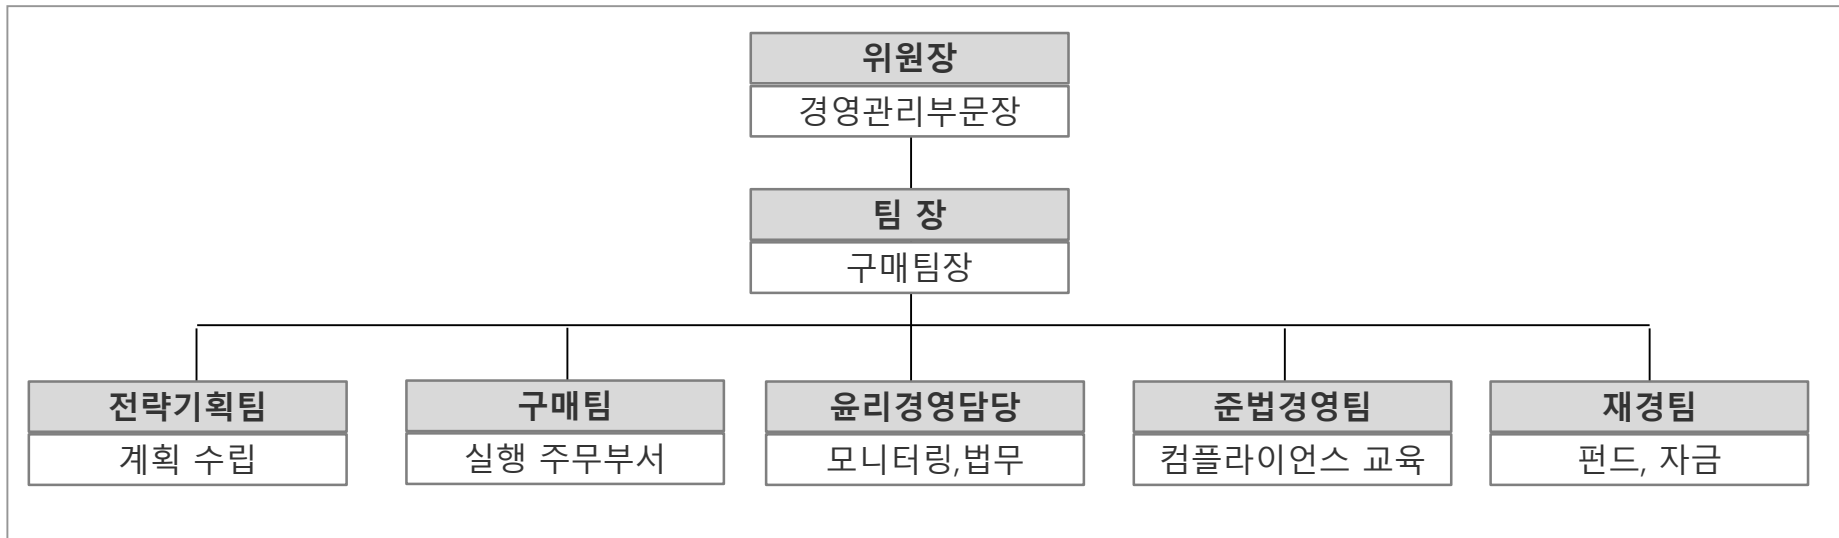 위원장
경영관리부문장
팀 장
구매팀장
전략기획팀
계획 수립
구매팀
실행 주무부서
윤리경영담당
모니터링,법무
준법경영팀
컴플라이언스 교육
재경팀
펀드, 자금